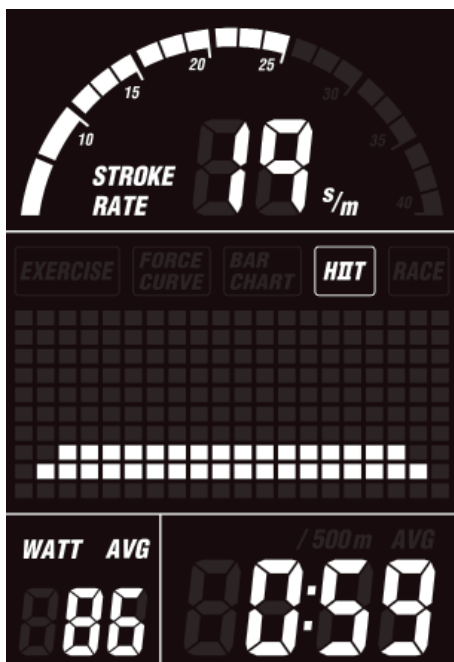 20 25
15 30
10 35
STROKE
RATE
19 s/m
40
EXERCISE FORCE CURVE BAR CHART HIIT RACE
WATT AVG /500m AVG
86 0:59